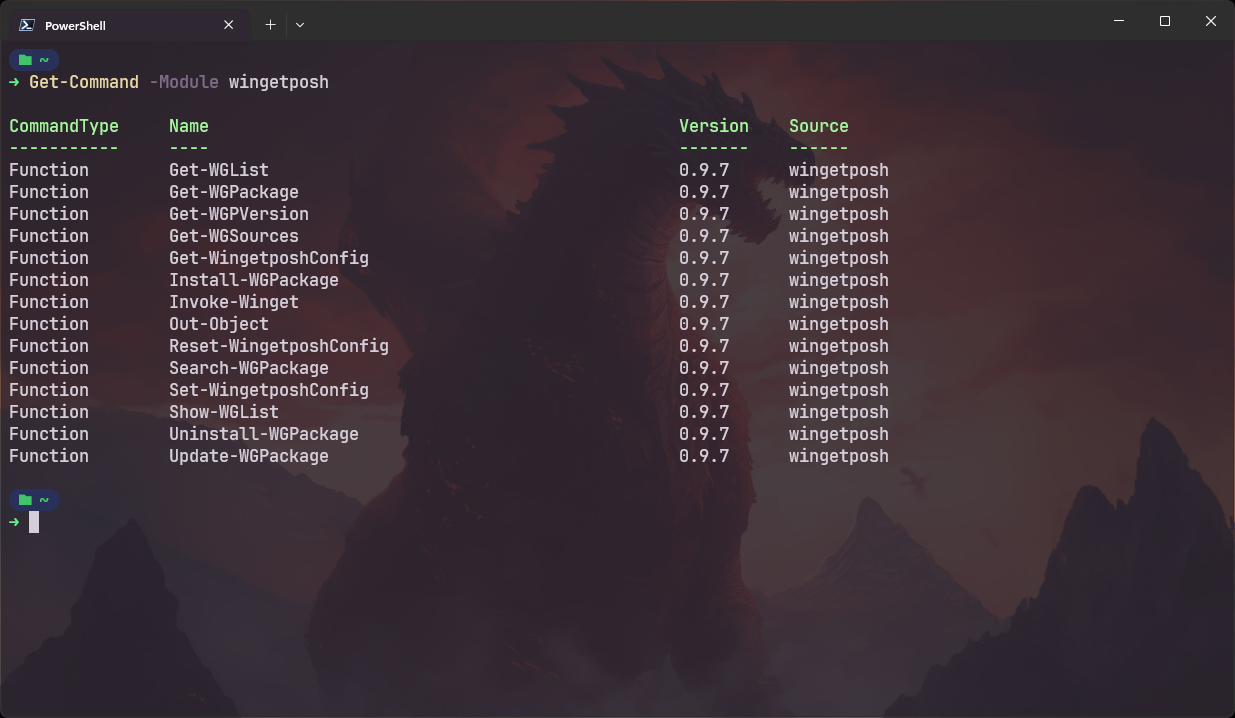 PowerShell
~
→ Get-Command -Module wingetposh
CommandType Name Version Source
----------- ---- ------- ------
Function Get-WGList 0.9.7 wingetposh
Function Get-WGPackage 0.9.7 wingetposh
Function Get-WGPVersion 0.9.7 wingetposh
Function Get-WGSources 0.9.7 wingetposh
Function Get-WingetposhConfig 0.9.7 wingetposh
Function Install-WGPackage 0.9.7 wingetposh
Function Invoke-Winget 0.9.7 wingetposh
Function Out-Object 0.9.7 wingetposh
Function Reset-WingetposhConfig 0.9.7 wingetposh
Function Search-WGPackage 0.9.7 wingetposh
Function Set-WingetposhConfig 0.9.7 wingetposh
Function Show-WGList 0.9.7 wingetposh
Function Uninstall-WGPackage 0.9.7 wingetposh
Function Update-WGPackage 0.9.7 wingetposh
~
→